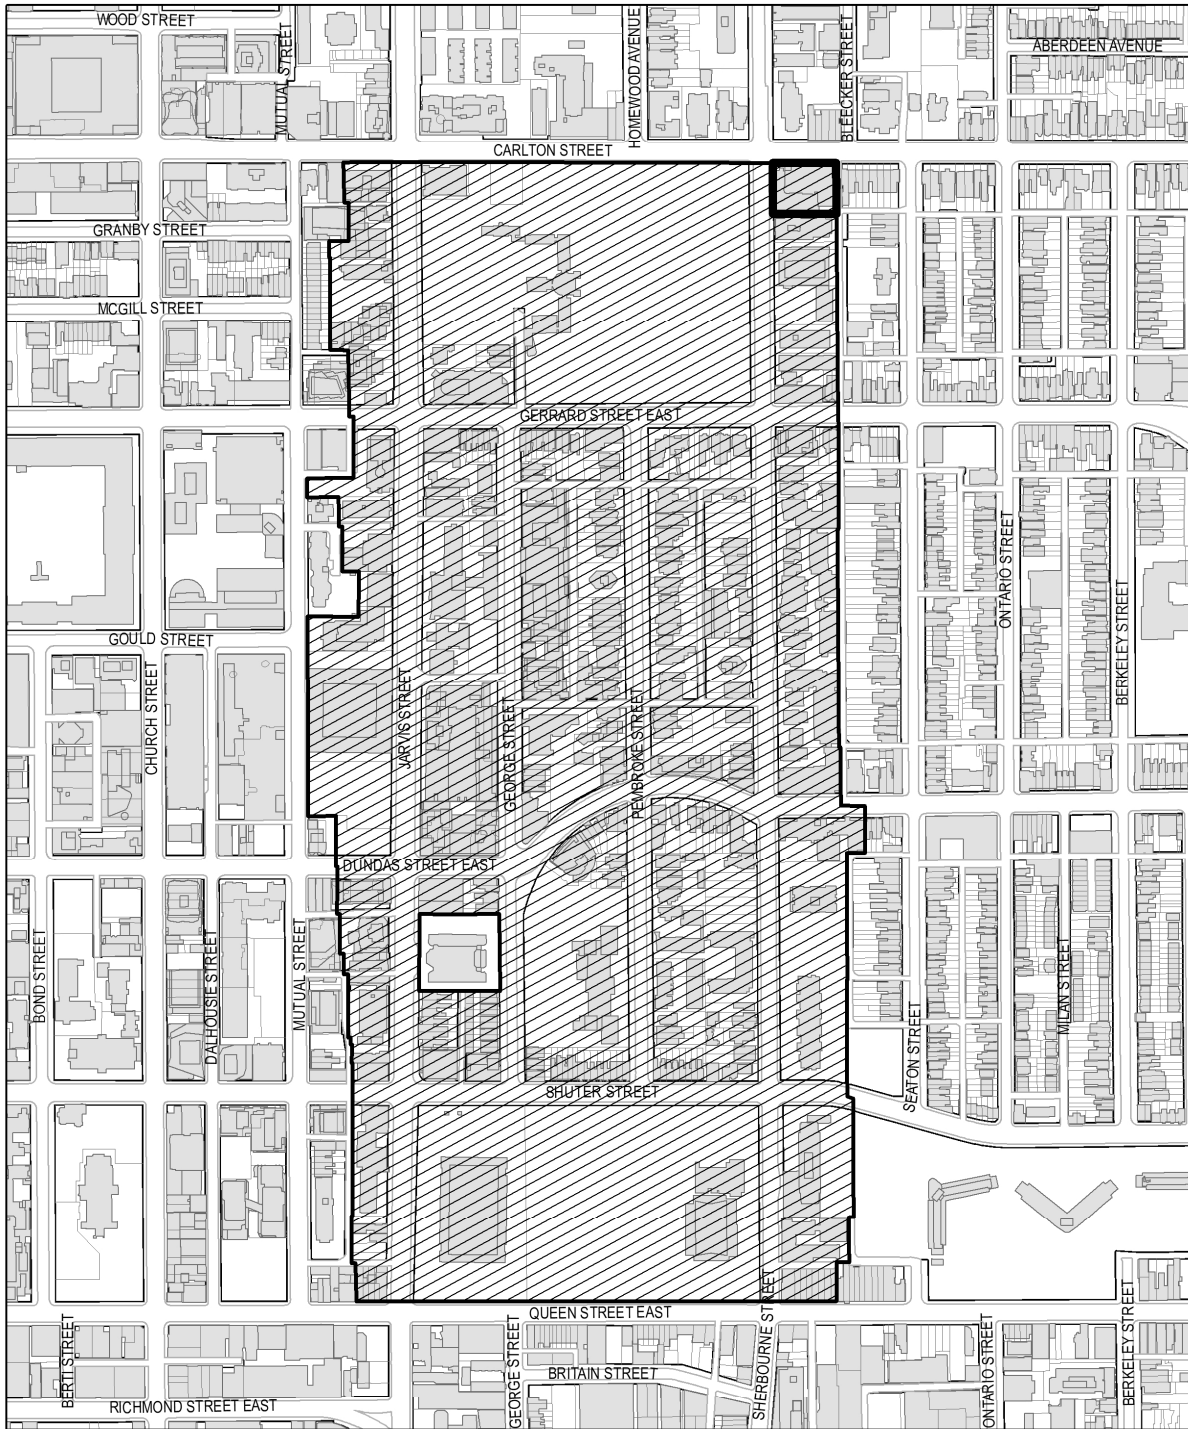 WOOD STREET
MUTUAL STREET
HOMEWOOD AVENUE
BLEECKER STREET
ABERDEEN AVENUE
CARLTON STREET
GRANBY STREET
MCGILL STREET
GERRARD STREET EAST
ONTARIO STREET
BERKELEY STREET
GOULD STREET
CHURCH STREET
JARVIS STREET
GEORGE STREET
PEMBROKE STREET
DUNDAS STREET EAST
BOND STREET
DALHOUSIE STREET
MUTUAL STREET
MILAN STREET
SEATON STREET
SHUTER STREET
QUEEN STREET EAST
SHERBOURNE STREET
BERTI STREET
GEORGE STREET
BRITAIN STREET
ONTARIO STREET
BERKELEY STREET
RICHMOND STREET EAST